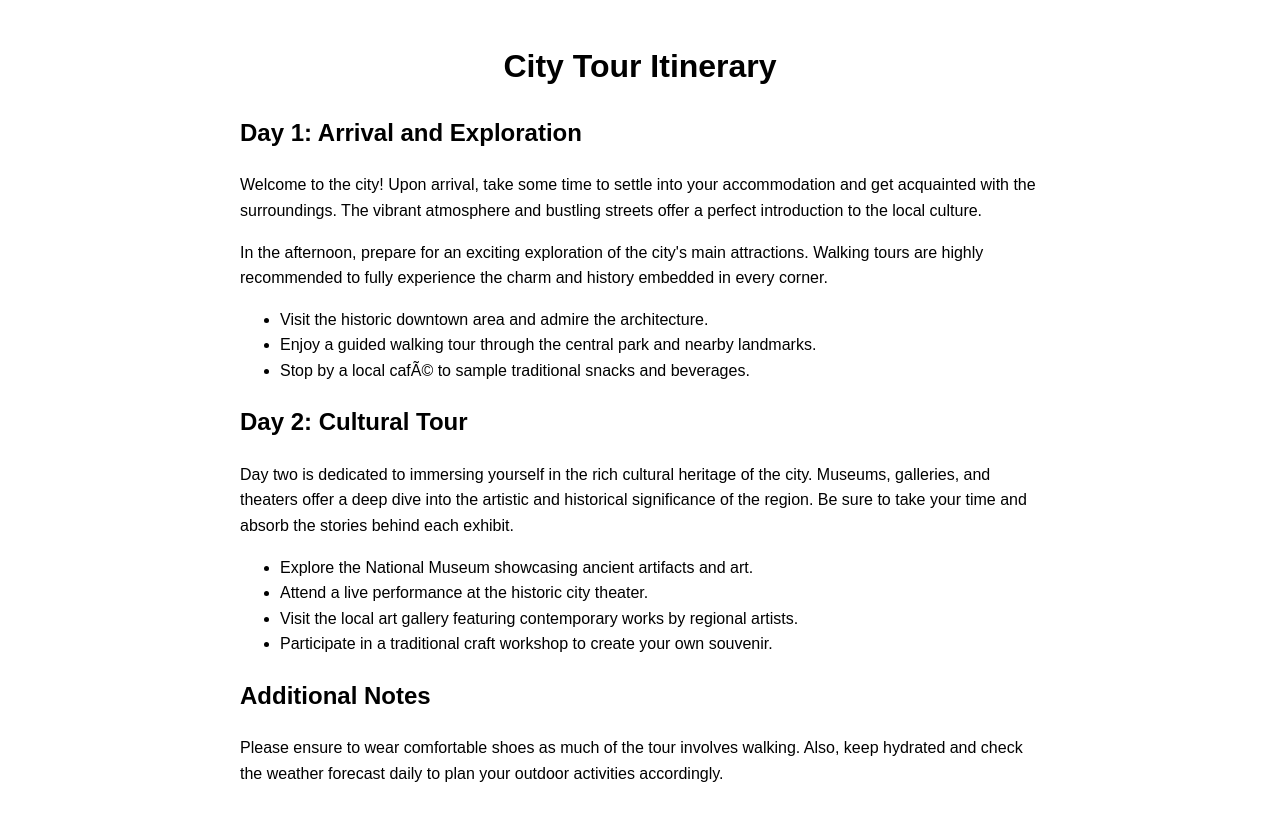 City Tour Itinerary
Day 1: Arrival and Exploration
Welcome to the city! Upon arrival, take some time to settle into your accommodation and get acquainted with the
surroundings. The vibrant atmosphere and bustling streets offer a perfect introduction to the local culture.
In the afternoon, prepare for an exciting exploration of the city's main attractions. Walking tours are highly
recommended to fully experience the charm and history embedded in every corner.
• Visit the historic downtown area and admire the architecture.
• Enjoy a guided walking tour through the central park and nearby landmarks.
• Stop by a local cafÃ© to sample traditional snacks and beverages.
Day 2: Cultural Tour
Day two is dedicated to immersing yourself in the rich cultural heritage of the city. Museums, galleries, and
theaters offer a deep dive into the artistic and historical significance of the region. Be sure to take your time and
absorb the stories behind each exhibit.
• Explore the National Museum showcasing ancient artifacts and art.
• Attend a live performance at the historic city theater.
• Visit the local art gallery featuring contemporary works by regional artists.
• Participate in a traditional craft workshop to create your own souvenir.
Additional Notes
Please ensure to wear comfortable shoes as much of the tour involves walking. Also, keep hydrated and check
the weather forecast daily to plan your outdoor activities accordingly.